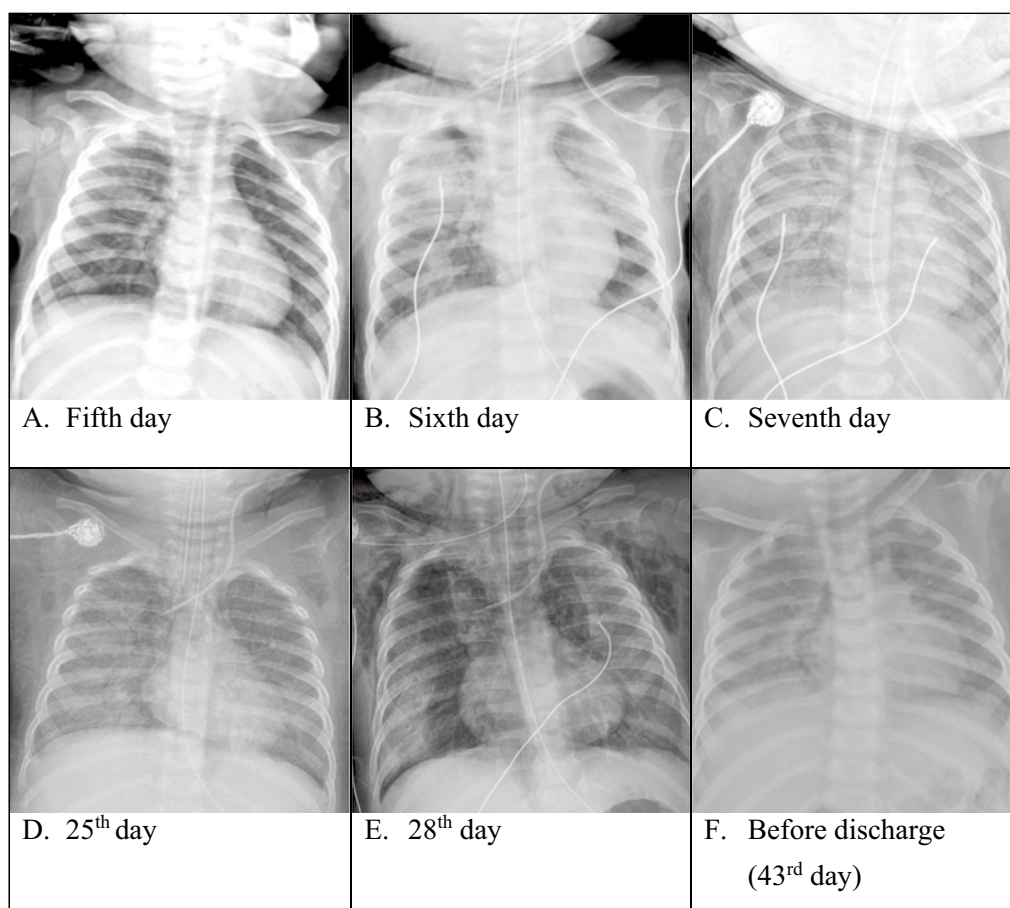 A. Fifth day
B. Sixth day
C. Seventh day
D. 25th day
E. 28th day
F. Before discharge
(43rd day)